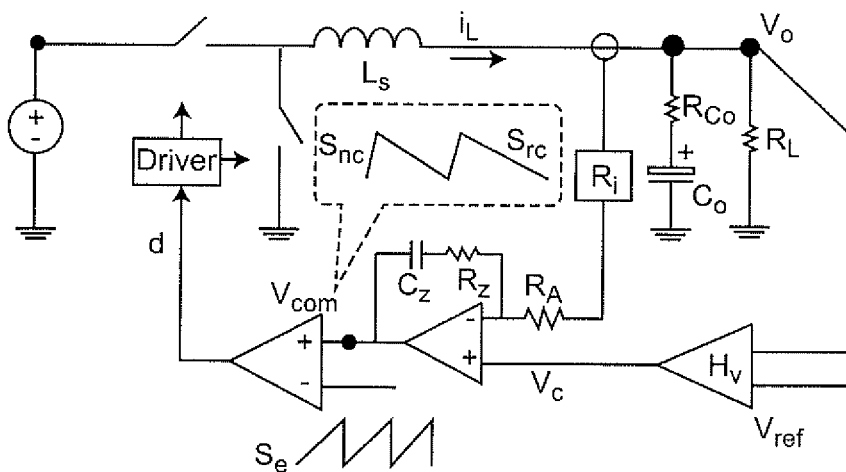 i_L
V_o
L_s
R_Co
+
-
S_nc
S_rc
+
R_L
Driver
R_i
C_o
d
C_z
R_z
R_A
V_com
-
+
+
-
H_v
V_c
V_ref
S_e